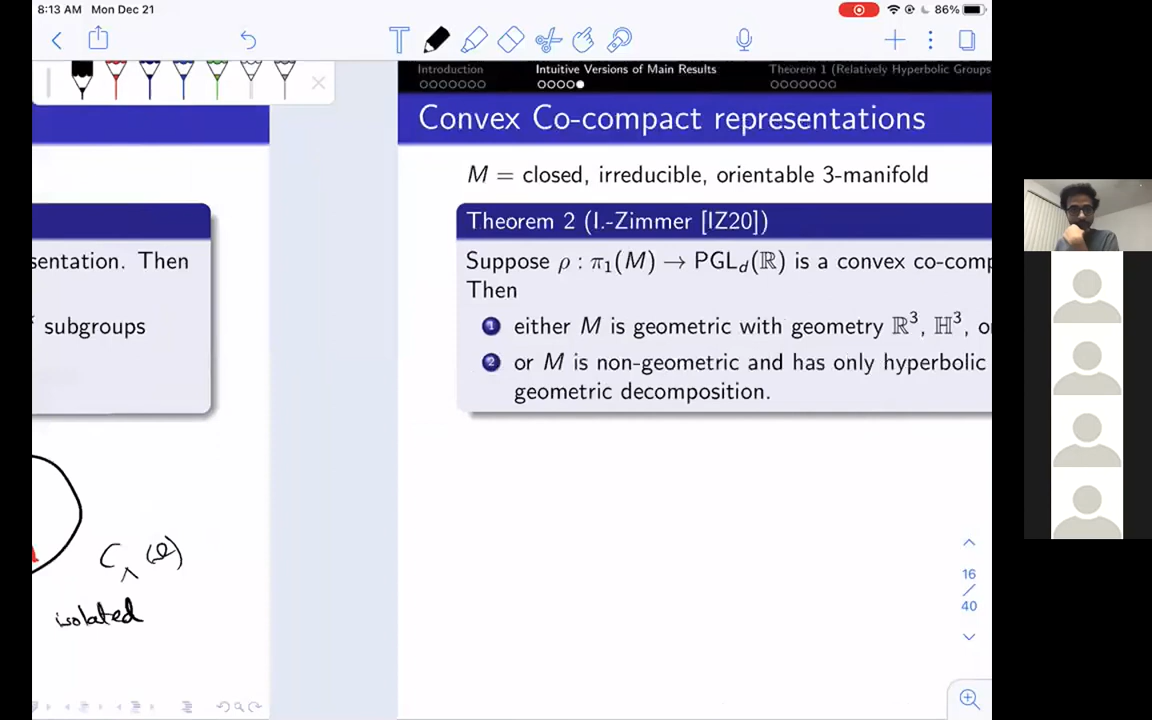 8:13 AM Mon Dec 21
86%
Introduction
Intuitive Versions of Main Results
Theorem 1 (Relatively Hyperbolic Groups
Convex Co-compact representations
M = closed, irreducible, orientable 3-manifold
Theorem 2 (I.-Zimmer [IZ20])
Suppose ρ : π₁(M) → PGL_d(ℝ) is a convex co-comp
Then
1 either M is geometric with geometry ℝ³, ℍ³, o
2 or M is non-geometric and has only hyperbolic
geometric decomposition.
sentation. Then
subgroups
C_Λ (Ω)
isolated
16
/
40